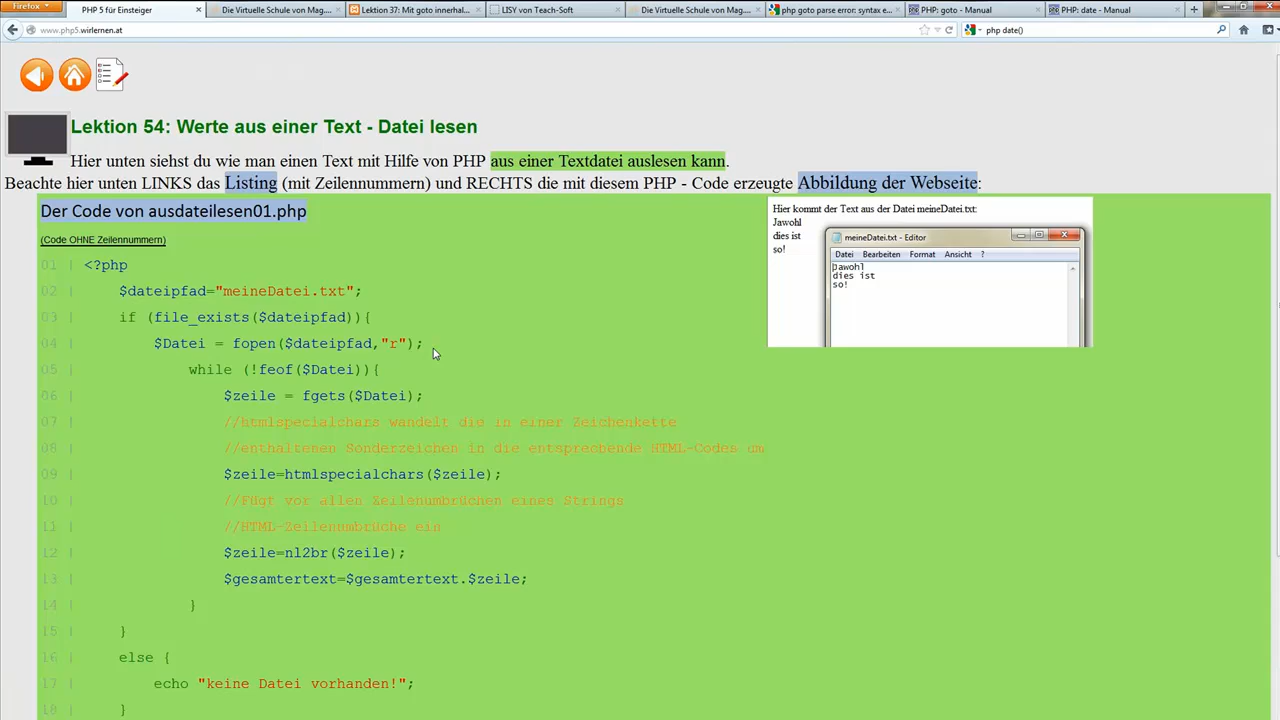 Firefox
PHP 5 für Einsteiger
Die Virtuelle Schule von Mag....
Lektion 37: Mit goto innerhal...
LISY von Teach-Soft
Die Virtuelle Schule von Mag....
php goto parse error: syntax e...
PHP: goto - Manual
PHP: date - Manual
www.php5.wirlernen.at
php date()
Lektion 54: Werte aus einer Text - Datei lesen
Hier unten siehst du wie man einen Text mit Hilfe von PHP aus einer Textdatei auslesen kann.
Beachte hier unten LINKS das Listing (mit Zeilennummern) und RECHTS die mit diesem PHP - Code erzeugte Abbildung der Webseite:
Der Code von ausdateilesen01.php
(Code OHNE Zeilennummern)
01 | <?php
02 | $dateipfad="meineDatei.txt";
03 | if (file_exists($dateipfad)){
04 | $Datei = fopen($dateipfad,"r");
05 | while (!feof($Datei)){
06 | $zeile = fgets($Datei);
07 | //htmlspecialchars wandelt die in einer Zeichenkette
08 | //enthaltenen Sonderzeichen in die entsprechende HTML-Codes um
09 | $zeile=htmlspecialchars($zeile);
10 | //Fügt vor allen Zeilenumbrüchen eines Strings
11 | //HTML-Zeilenumbrüche ein
12 | $zeile=nl2br($zeile);
13 | $gesamtertext=$gesamtertext.$zeile;
14 | }
15 | }
16 | else {
17 | echo "keine Datei vorhanden!";
18 | }
Hier kommt der Text aus der Datei meineDatei.txt:
Jawohl
dies ist
so!
meineDatei.txt - Editor
Datei Bearbeiten Format Ansicht ?
Jawohl
dies ist
so!